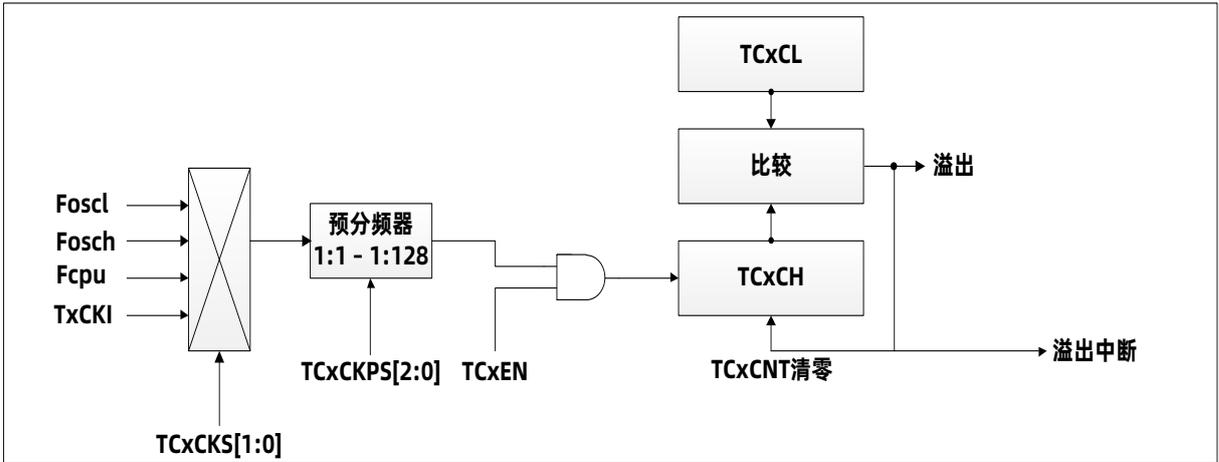 TCxCL
比较
溢出
Foscl
Fosch
Fcpu
TxCKI
预分频器
1:1 - 1:128
TCxCH
TCxCKPS[2:0]
TCxEN
TCxCNT清零
溢出中断
TCxCKS[1:0]